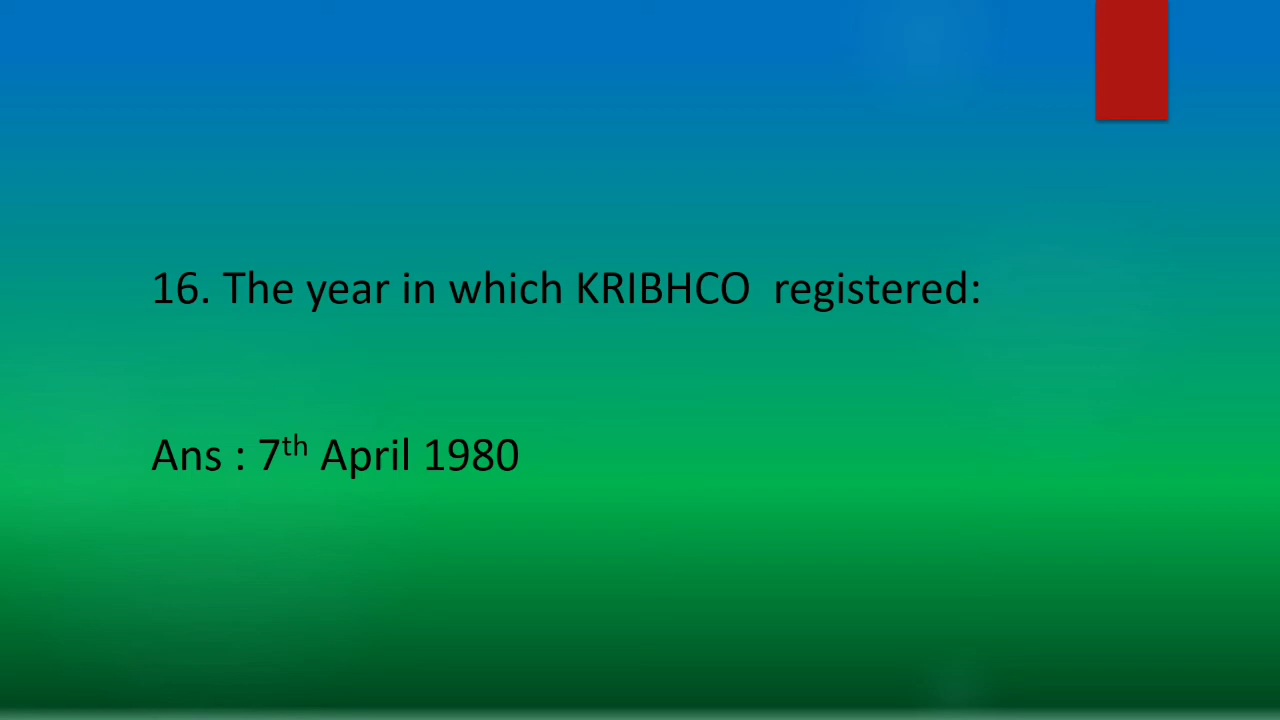 16. The year in which KRIBHCO  registered:
Ans : 7th April 1980